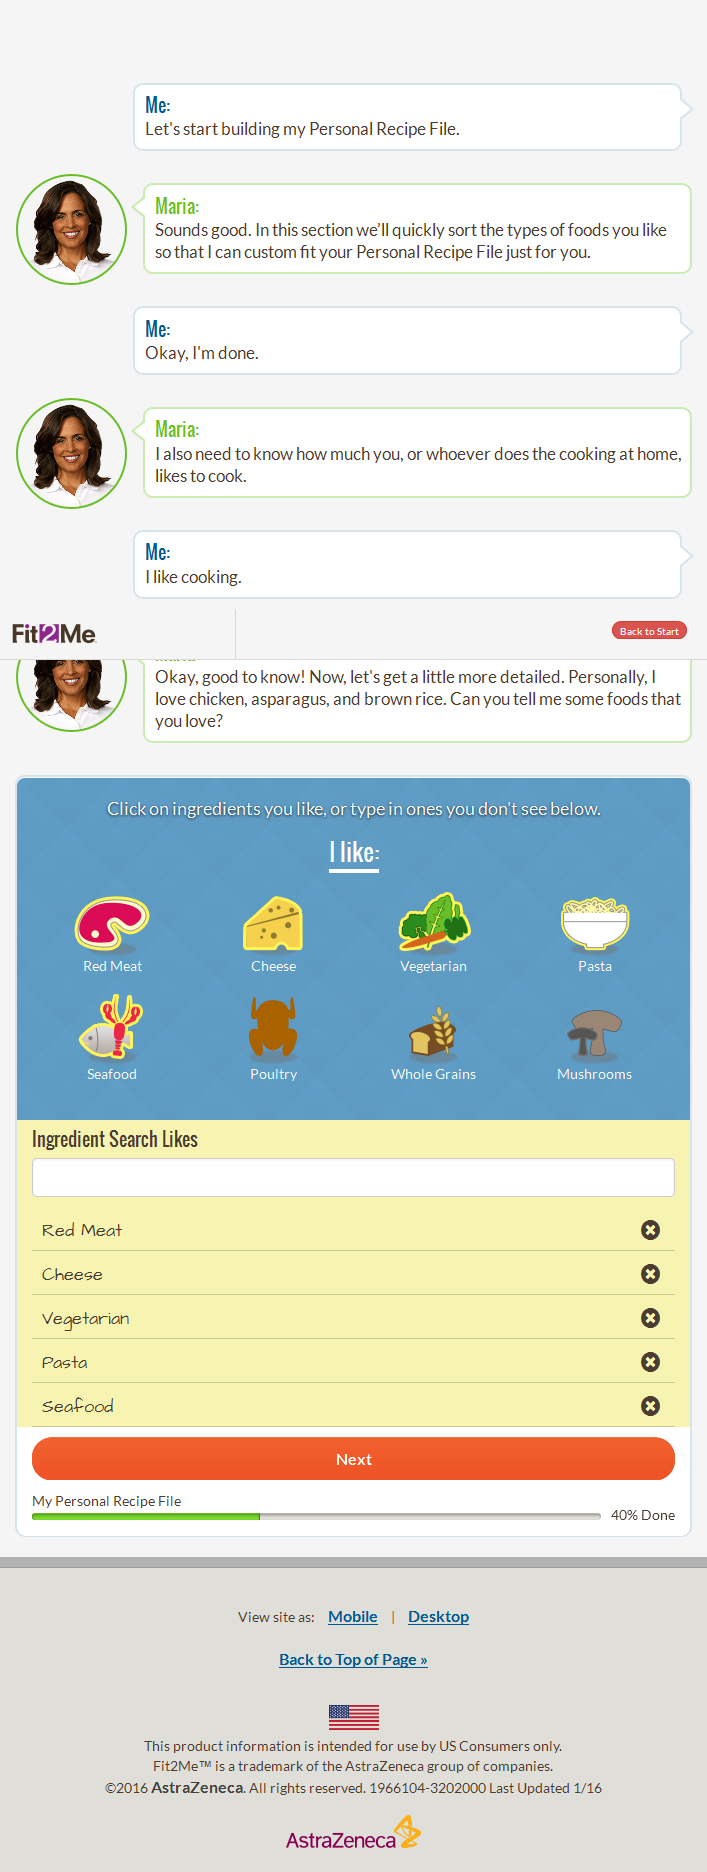 Me:
Let's start building my Personal Recipe File.
Maria:
Sounds good. In this section we'll quickly sort the types of foods you like
so that I can custom fit your Personal Recipe File just for you.
Me:
Okay, I'm done.
Maria:
I also need to know how much you, or whoever does the cooking at home,
likes to cook.
Me:
I like cooking.
Fit2Me
Back to Start
Okay, good to know! Now, let's get a little more detailed. Personally, I
love chicken, asparagus, and brown rice. Can you tell me some foods that
you love?
Click on ingredients you like, or type in ones you don't see below.
I like:
Red Meat
Cheese
Vegetarian
Pasta
Seafood
Poultry
Whole Grains
Mushrooms
Ingredient Search Likes
Red Meat
Cheese
Vegetarian
Pasta
Seafood
Next
My Personal Recipe File
40% Done
View site as: Mobile | Desktop
Back to Top of Page »
This product information is intended for use by US Consumers only.
Fit2Me™ is a trademark of the AstraZeneca group of companies.
©2016 AstraZeneca. All rights reserved. 1966104-3202000 Last Updated 1/16
AstraZeneca